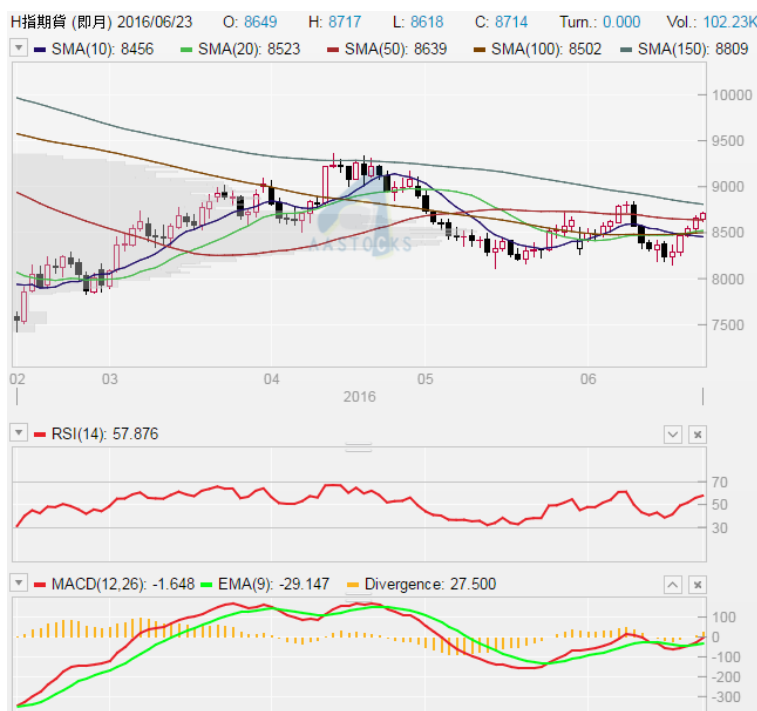 H指期貨 (即月) 2016/06/23 O: 8649 H: 8717 L: 8618 C: 8714 Turn.: 0.000 Vol.: 102.23K
SMA(10): 8456 SMA(20): 8523 SMA(50): 8639 SMA(100): 8502 SMA(150): 8809
10000
9500
9000
8500
AASTOCKS
8000
7500
02 03 04 05 06
2016
RSI(14): 57.876
70
50
30
MACD(12,26): -1.648 EMA(9): -29.147 Divergence: 27.500
100
0
-100
-200
-300